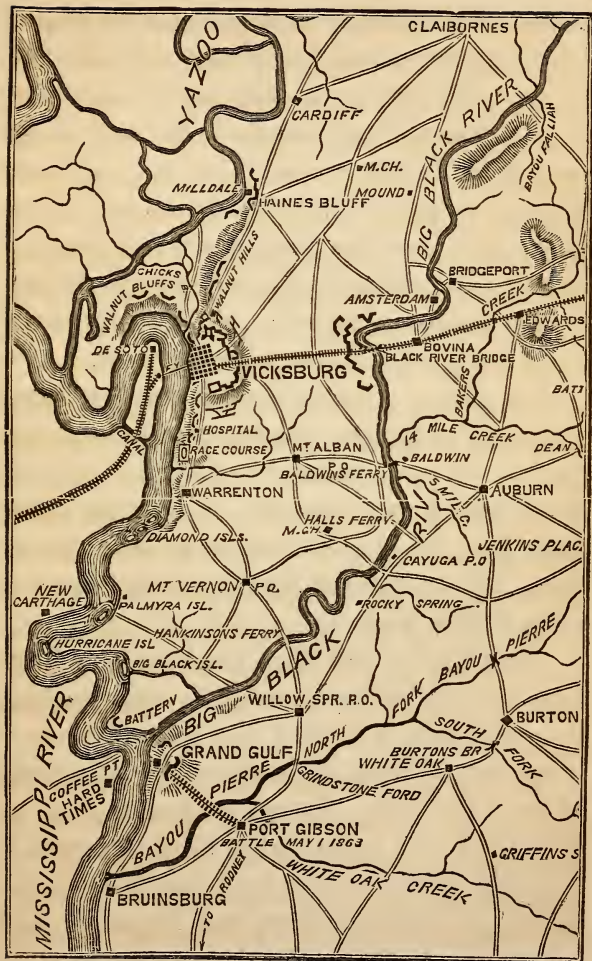 CLAIBORNES
YAZOO
CARDIFF
BIG BLACK RIVER
BAYOU FALLIAH
M.CH.
MILLDALE
MOUND
HAINES BLUFF
WALNUT HILLS
CHICKS
WALNUT BLUFFS
BRIDGEPORT
AMSTERDAM
CREEK
EDWARDS
DE SOTO
FY.
BOVINA
VICKSBURG
BLACK RIVER BRIDGE
BAKERS
CANAL
HOSPITAL
RACE COURSE
14 MILE CREEK
DEAN
MT ALBAN
P.O.
BALDWIN
BALDWINS FERRY
5 MIL C.
WARRENTON
AUBURN
DIAMOND ISLS.
HALLS FERRY
M.CH
RIV
JENKINS PLAC
CAYUGA P.O
MT VERNON
P.O.
NEW
CARTHAGE
PALMYRA ISL.
ROCKY SPRING
HURRICANE ISL
HANKINSONS FERRY
BIG BLACK ISL.
BIG BLACK
BATTERY
WILLOW SPR. P.O.
NORTH FORK BAYOU PIERRE
BURTON
SOUTH FORK
GRAND GULF
BURTONS BR
WHITE OAK
COFFEE PT
HARD
TIMES
GRINDSTONE FORD
MISSISSIPPI RIVER
BAYOU PIERRE
PORT GIBSON
BATTLE MAY 1 1863
GRIFFINS S
WHITE OAK CREEK
BRUINSBURG
TO RODNEY